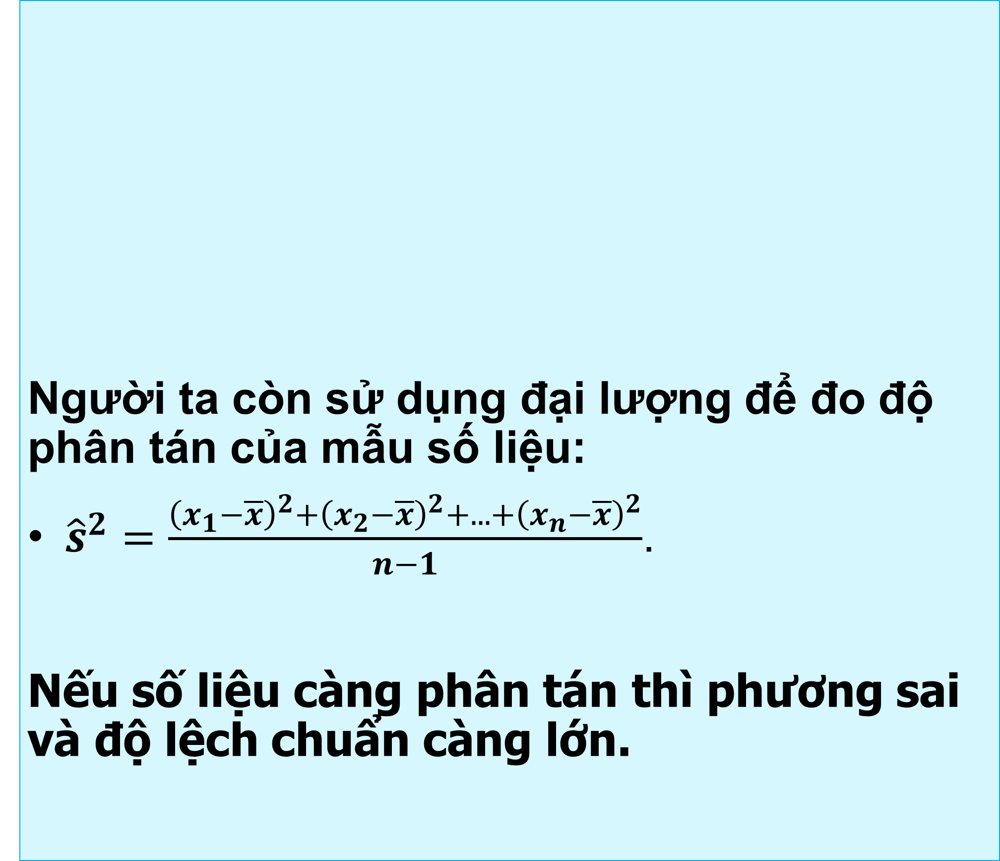 Người ta còn sử dụng đại lượng để đo độ
phân tán của mẫu số liệu:
• $\hat{s}^2 = \frac{(x_1-\overline{x})^2+(x_2-\overline{x})^2+...+(x_n-\overline{x})^2}{n-1}$.
Nếu số liệu càng phân tán thì phương sai
và độ lệch chuẩn càng lớn.